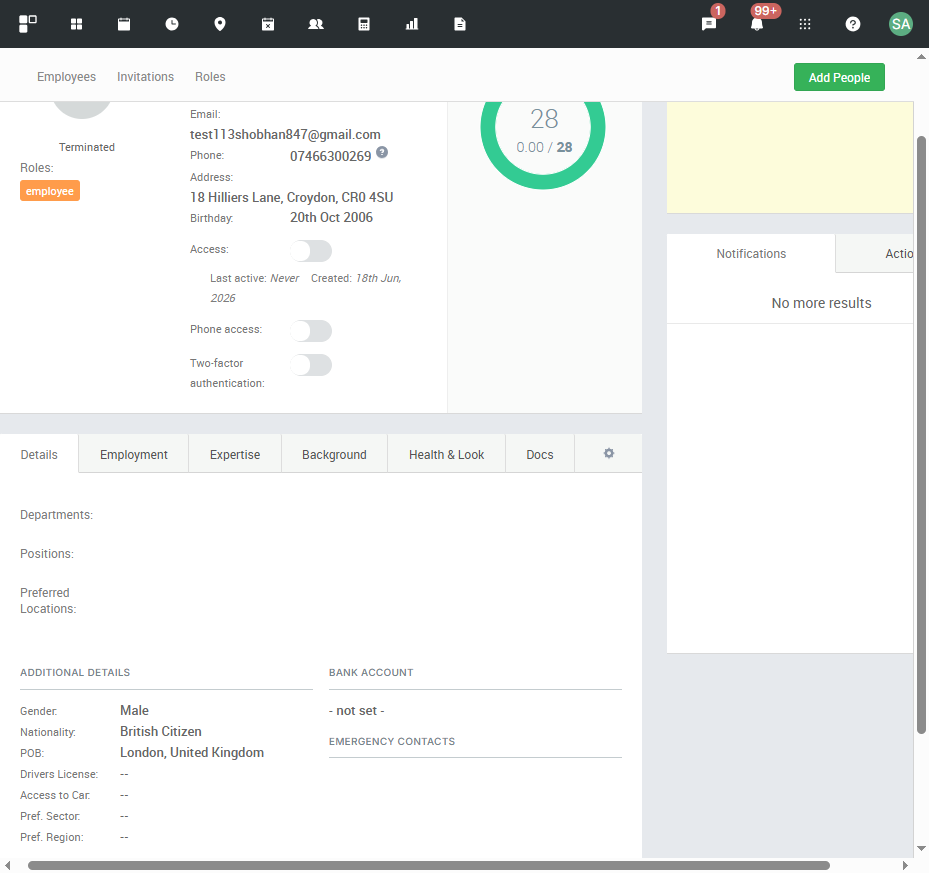 1
99+
SA
Employees
Invitations
Roles
Add People
Terminated
Roles:
employee
Email:
test113shobhan847@gmail.com
Phone: 07466300269 ?
Address:
18 Hilliers Lane, Croydon, CR0 4SU
Birthday: 20th Oct 2006
Access:
Last active: Never Created: 18th Jun,
2026
Phone access:
Two-factor
authentication:
28
0.00 / 28
Notifications
Actio
No more results
Details
Employment
Expertise
Background
Health & Look
Docs
Departments:
Positions:
Preferred
Locations:
ADDITIONAL DETAILS
Gender: Male
Nationality: British Citizen
POB: London, United Kingdom
Drivers License: --
Access to Car: --
Pref. Sector: --
Pref. Region: --
BANK ACCOUNT
- not set -
EMERGENCY CONTACTS